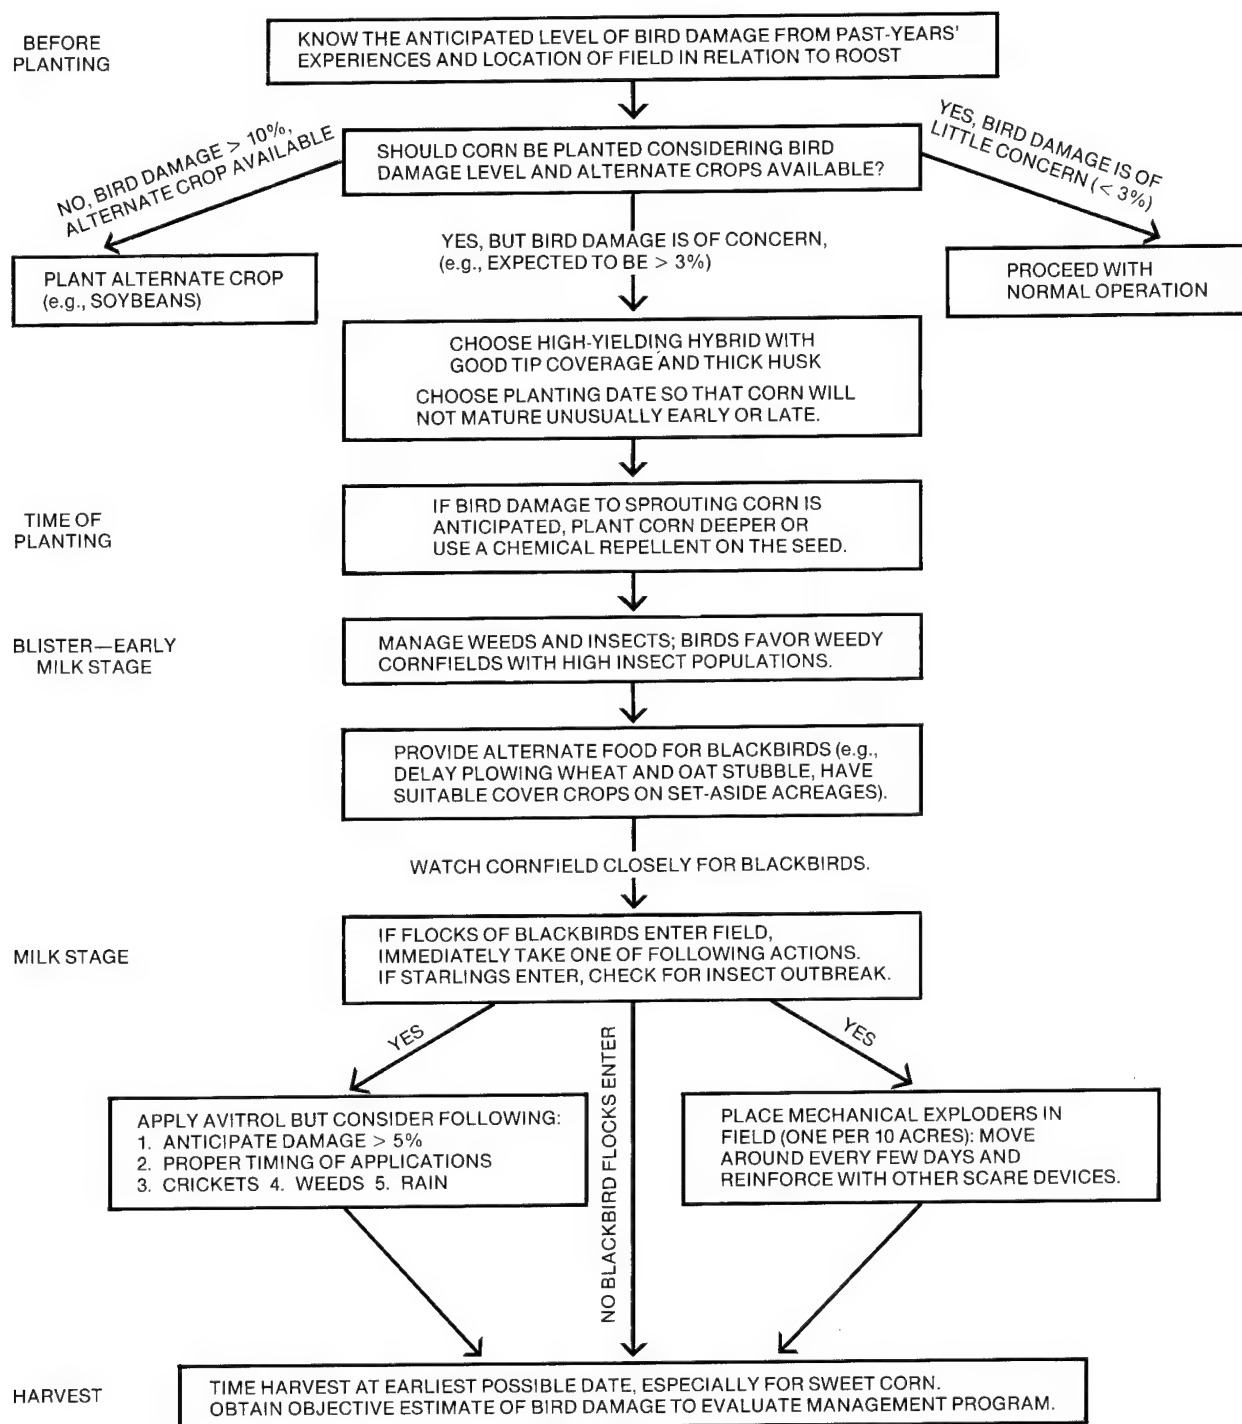 BEFORE
PLANTING
KNOW THE ANTICIPATED LEVEL OF BIRD DAMAGE FROM PAST-YEARS'
EXPERIENCES AND LOCATION OF FIELD IN RELATION TO ROOST
NO, BIRD DAMAGE > 10%,
ALTERNATE CROP AVAILABLE
SHOULD CORN BE PLANTED CONSIDERING BIRD
DAMAGE LEVEL AND ALTERNATE CROPS AVAILABLE?
YES, BIRD DAMAGE IS OF
LITTLE CONCERN (< 3%)
YES, BUT BIRD DAMAGE IS OF CONCERN,
(e.g., EXPECTED TO BE > 3%)
PLANT ALTERNATE CROP
(e.g., SOYBEANS)
PROCEED WITH
NORMAL OPERATION
CHOOSE HIGH-YIELDING HYBRID WITH
GOOD TIP COVERAGE AND THICK HUSK
CHOOSE PLANTING DATE SO THAT CORN WILL
NOT MATURE UNUSUALLY EARLY OR LATE.
TIME OF
PLANTING
IF BIRD DAMAGE TO SPROUTING CORN IS
ANTICIPATED, PLANT CORN DEEPER OR
USE A CHEMICAL REPELLENT ON THE SEED.
BLISTER—EARLY
MILK STAGE
MANAGE WEEDS AND INSECTS; BIRDS FAVOR WEEDY
CORNFIELDS WITH HIGH INSECT POPULATIONS.
PROVIDE ALTERNATE FOOD FOR BLACKBIRDS (e.g.,
DELAY PLOWING WHEAT AND OAT STUBBLE, HAVE
SUITABLE COVER CROPS ON SET-ASIDE ACREAGES).
WATCH CORNFIELD CLOSELY FOR BLACKBIRDS.
MILK STAGE
IF FLOCKS OF BLACKBIRDS ENTER FIELD,
IMMEDIATELY TAKE ONE OF FOLLOWING ACTIONS.
IF STARLINGS ENTER, CHECK FOR INSECT OUTBREAK.
YES
NO BLACKBIRD FLOCKS ENTER
YES
APPLY AVITROL BUT CONSIDER FOLLOWING:
1. ANTICIPATE DAMAGE > 5%
2. PROPER TIMING OF APPLICATIONS
3. CRICKETS 4. WEEDS 5. RAIN
PLACE MECHANICAL EXPLODERS IN
FIELD (ONE PER 10 ACRES): MOVE
AROUND EVERY FEW DAYS AND
REINFORCE WITH OTHER SCARE DEVICES.
HARVEST
TIME HARVEST AT EARLIEST POSSIBLE DATE, ESPECIALLY FOR SWEET CORN.
OBTAIN OBJECTIVE ESTIMATE OF BIRD DAMAGE TO EVALUATE MANAGEMENT PROGRAM.